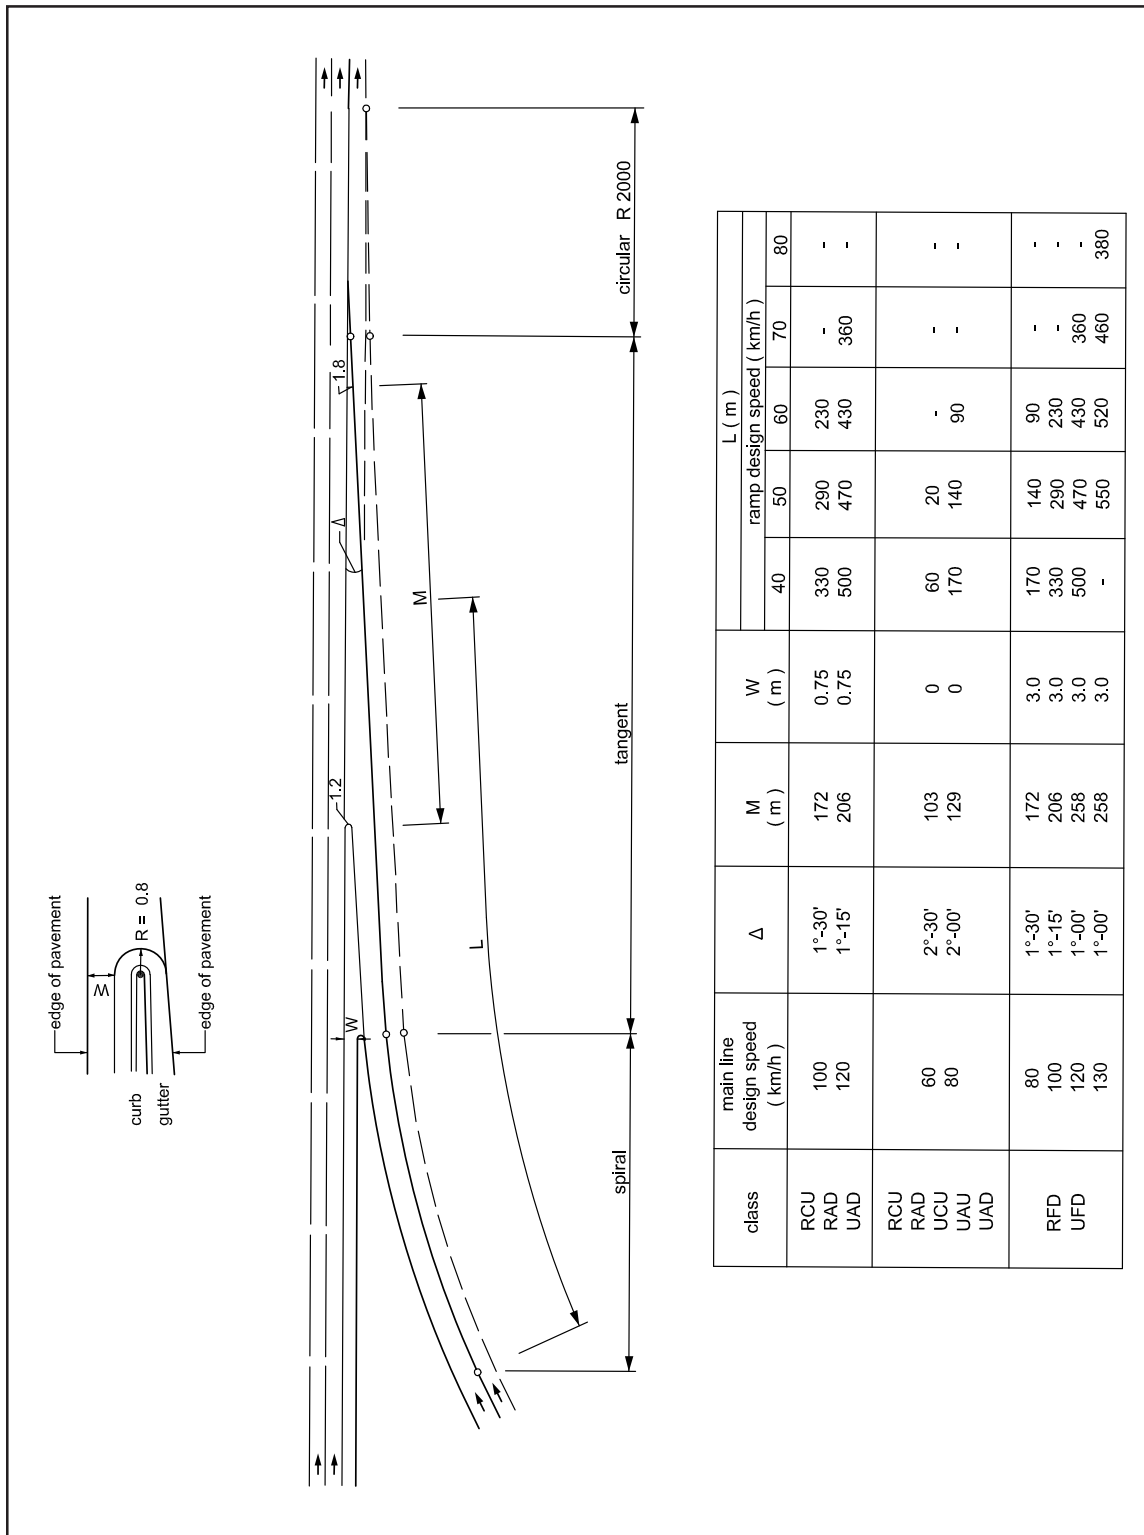 edge of pavement
W
R = 0.8
edge of pavement
curb
gutter
W
1.2
Δ
1.8
M
L
spiral
tangent
circular R 2000
class
main line
design speed
( km/h )
Δ
M
( m )
W
( m )
L ( m )
ramp design speed ( km/h )
40 50 60 70 80
RCU 100 1°-30' 172 0.75 330 290 230 - -
RAD 120 1°-15' 206 0.75 500 470 430 360 -
UAD
RCU
RAD 60 2°-30' 103 0 60 20 - - -
UCU 80 2°-00' 129 0 170 140 90 - -
UAU
UAD
80 1°-30' 172 3.0 170 140 90 - -
RFD 100 1°-15' 206 3.0 330 290 230 - -
UFD 120 1°-00' 258 3.0 500 470 430 360 -
130 1°-00' 258 3.0 - 550 520 460 380